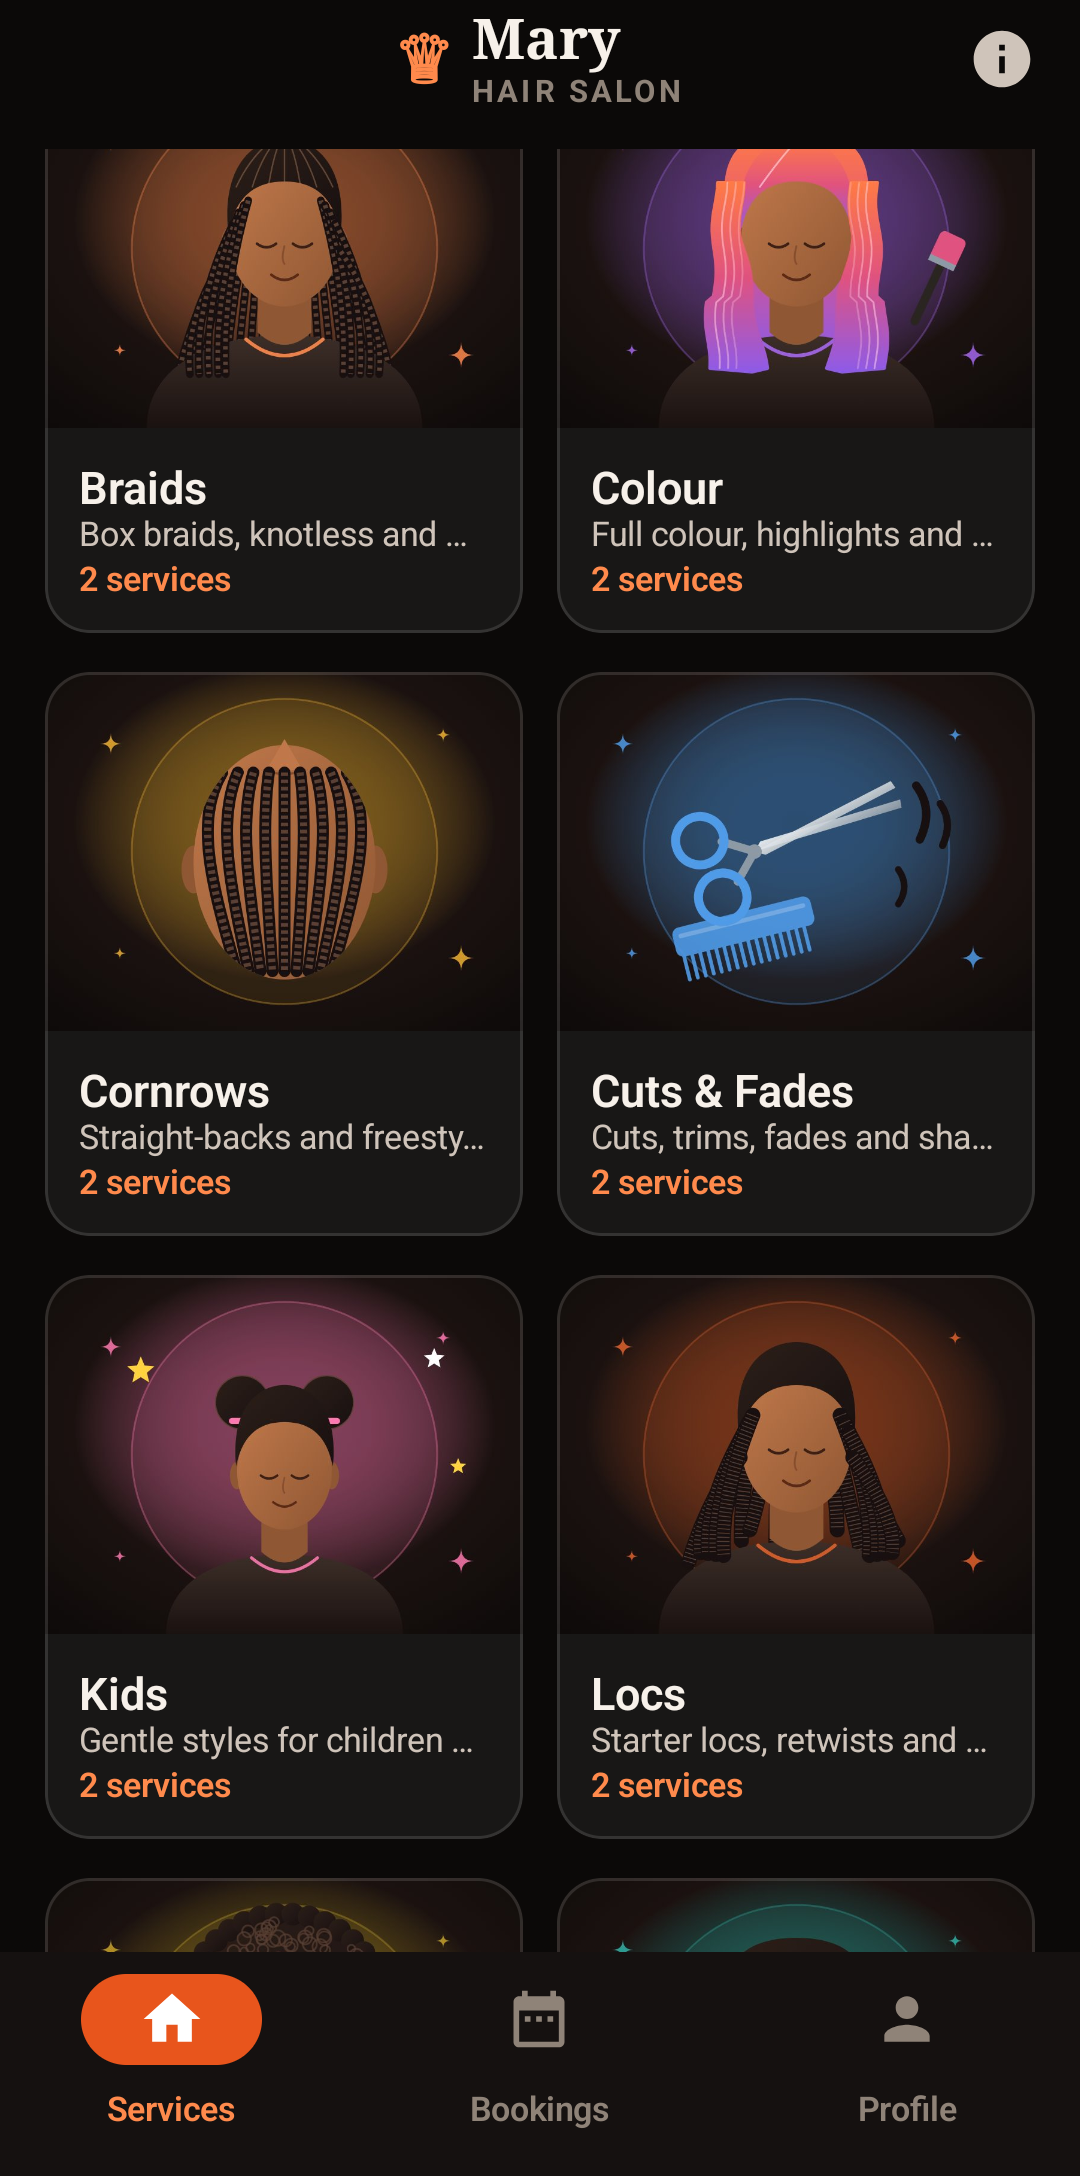 Mary
HAIR SALON
Braids
Box braids, knotless and ...
2 services
Colour
Full colour, highlights and ...
2 services
Cornrows
Straight-backs and freesty...
2 services
Cuts & Fades
Cuts, trims, fades and sha...
2 services
Kids
Gentle styles for children ...
2 services
Locs
Starter locs, retwists and ...
2 services
Services
Bookings
Profile